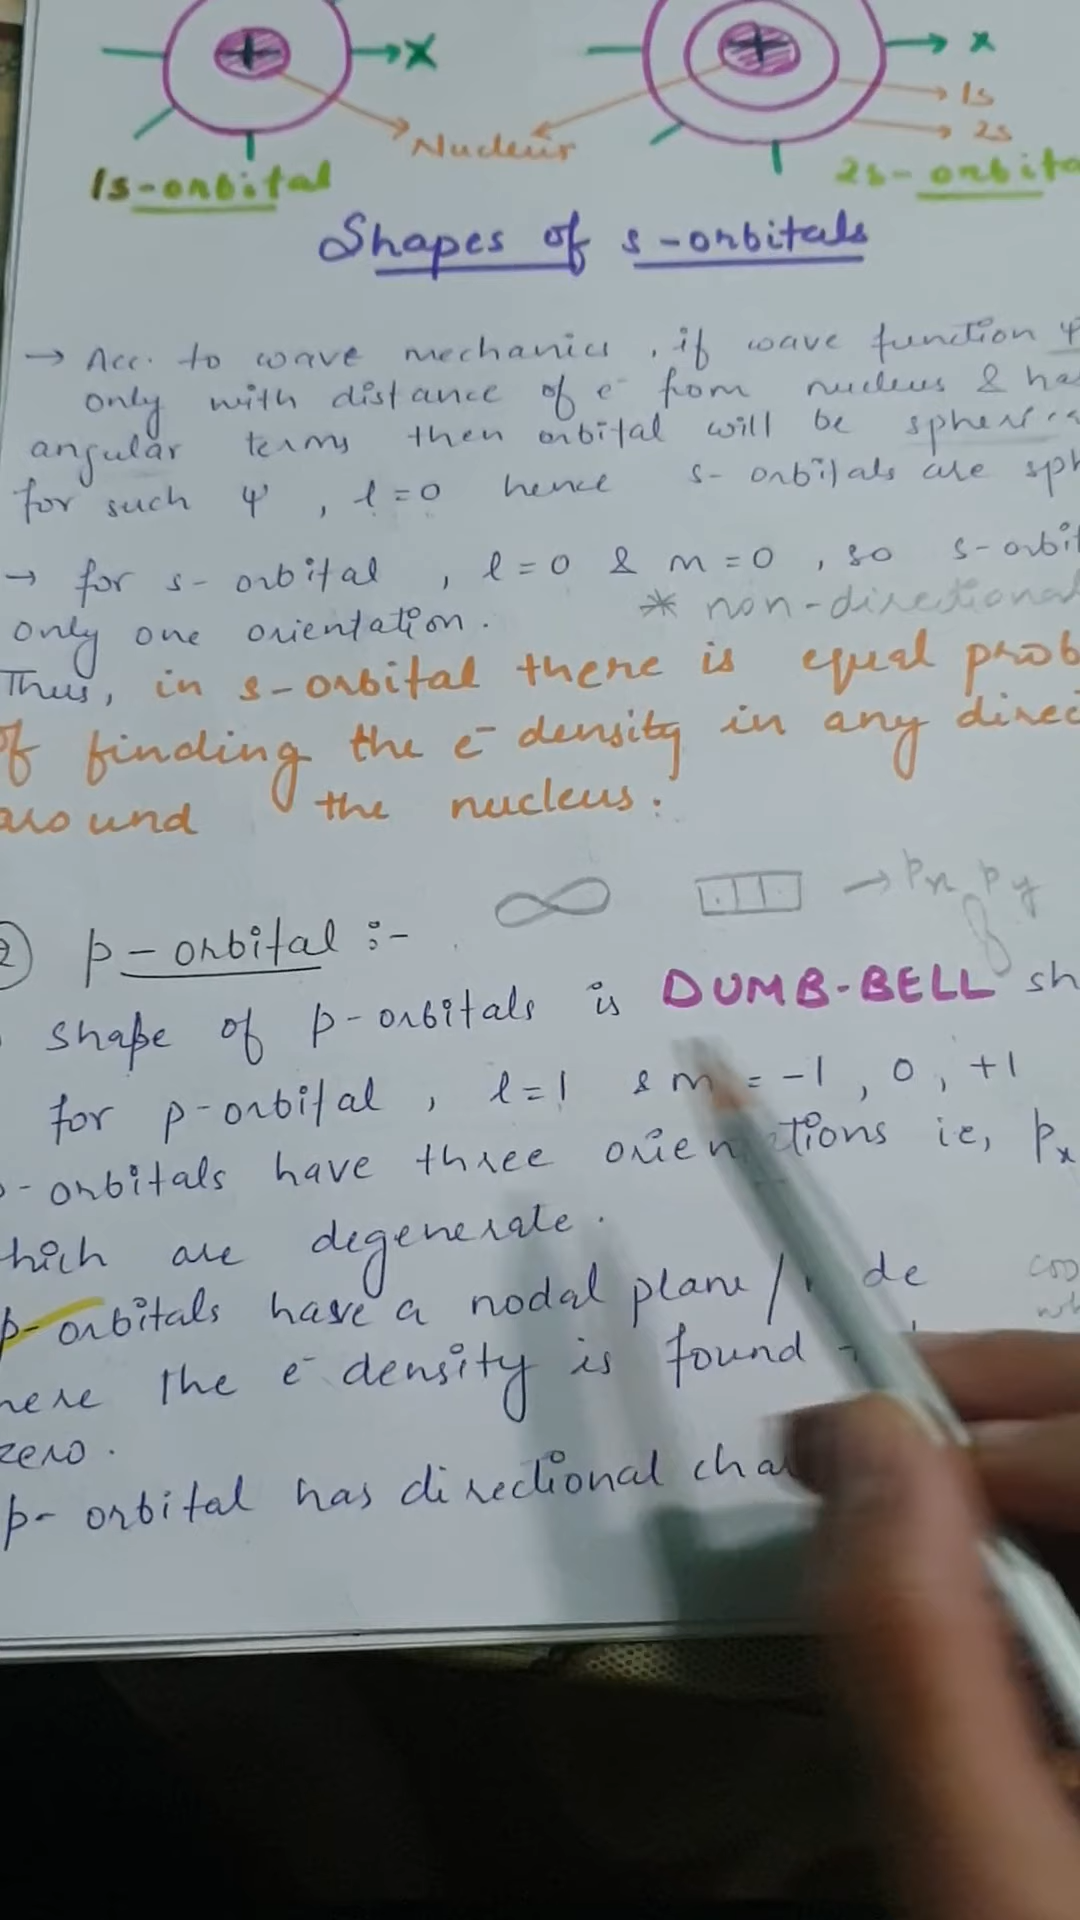 + → X
+ → x
→ 1s
Nucleus → 2s
1s-orbital 2s-orbita
Shapes of s-orbitals
→ Acc. to wave mechanics, if wave function ψ
only with distance of e⁻ from nucleus & ha
angular terms then orbital will be spherica
for such ψ, l=0 hence s-orbitals are sph
→ for s-orbital, l=0 & m=0, so s-orbit
only one orientation. * non-directional
Thus, in s-orbital there is equal prob
of finding the e⁻ density in any direc
around the nucleus.
→ Px Py
2 p-orbital :-
shape of p-orbitals is DUMB-BELL sh
for p-orbital, l=1 & m = -1, 0, +1
-orbitals have three orientations ie, px
hich are degenerate.
p-orbitals have a nodal plane/ de
here the e⁻ density is found
zero.
p-orbital has directional cha